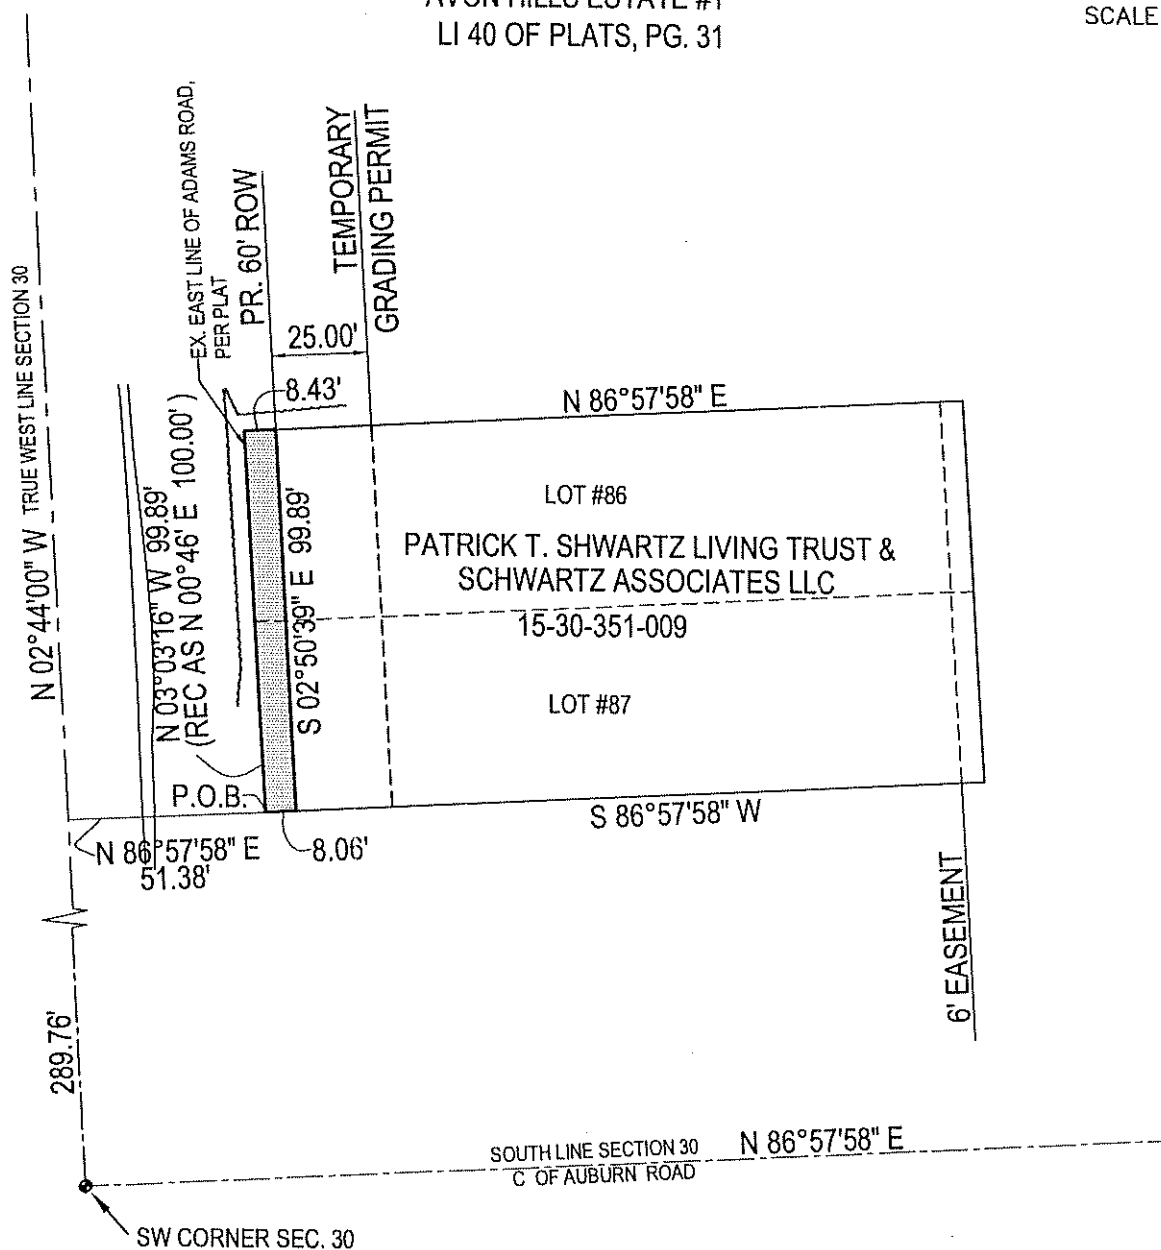 AVON HILLS ESTATE #1
LI 40 OF PLATS, PG. 31
SCALE
N 02°44'00" W TRUE WEST LINE SECTION 30
EX. EAST LINE OF ADAMS ROAD,
PER PLAT
PR. 60' ROW
TEMPORARY
GRADING PERMIT
25.00'
8.43'
N 86°57'58" E
N 03°03'16" W 99.89'
(REC AS N 00°46' E 100.00')
S 02°50'39" E 99.89'
LOT #86
PATRICK T. SHWARTZ LIVING TRUST &
SCHWARTZ ASSOCIATES LLC
15-30-351-009
LOT #87
P.O.B.
S 86°57'58" W
N 86°57'58" E
51.38'
8.06'
6' EASEMENT
289.76'
SOUTH LINE SECTION 30 N 86°57'58" E
C OF AUBURN ROAD
SW CORNER SEC. 30